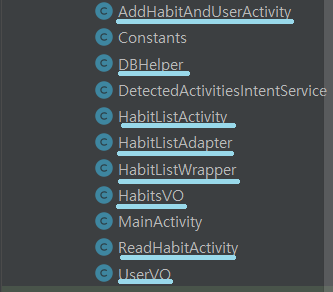 AddHabitAndUserActivity
Constants
DBHelper
DetectedActivitiesIntentService
HabitListActivity
HabitListAdapter
HabitListWrapper
HabitsVO
MainActivity
ReadHabitActivity
UserVO